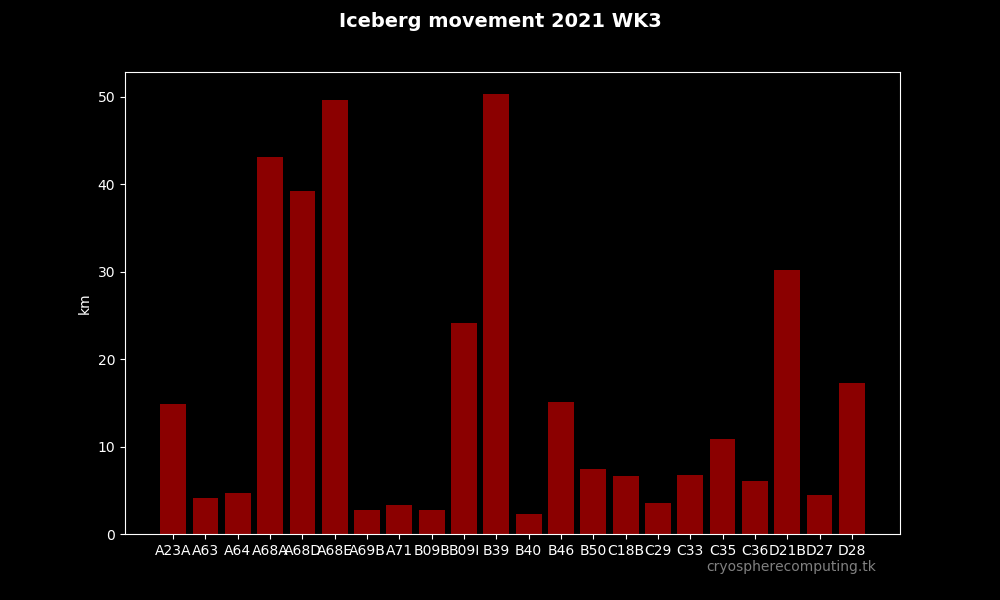 Iceberg movement 2021 WK3
50
40
30
20
10
0
km
A23A A63 A64 A68A A68D A68E A69B A71 B09B B09I B39 B40 B46 B50 C18B C29 C33 C35 C36 D21B D27 D28
cryospherecomputing.tk